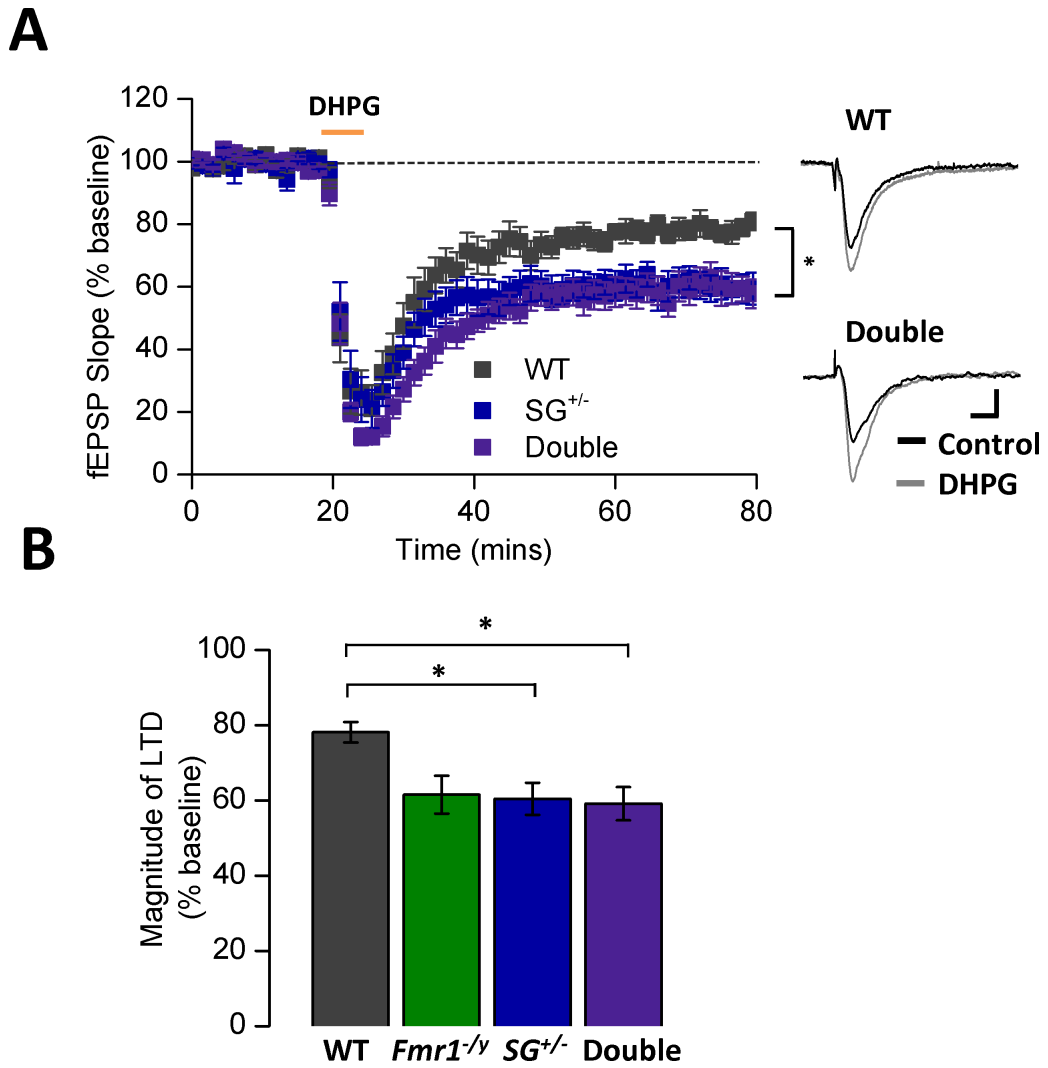 A
120
100
80
60
40
20
0
fEPSP Slope (% baseline)
DHPG
*
WT
SG+/-
Double
0 20 40 60 80
Time (mins)
WT
Double
Control
DHPG
B
100
80
60
40
20
0
Magnitude of LTD
(% baseline)
*
*
WT Fmr1-/y SG+/- Double